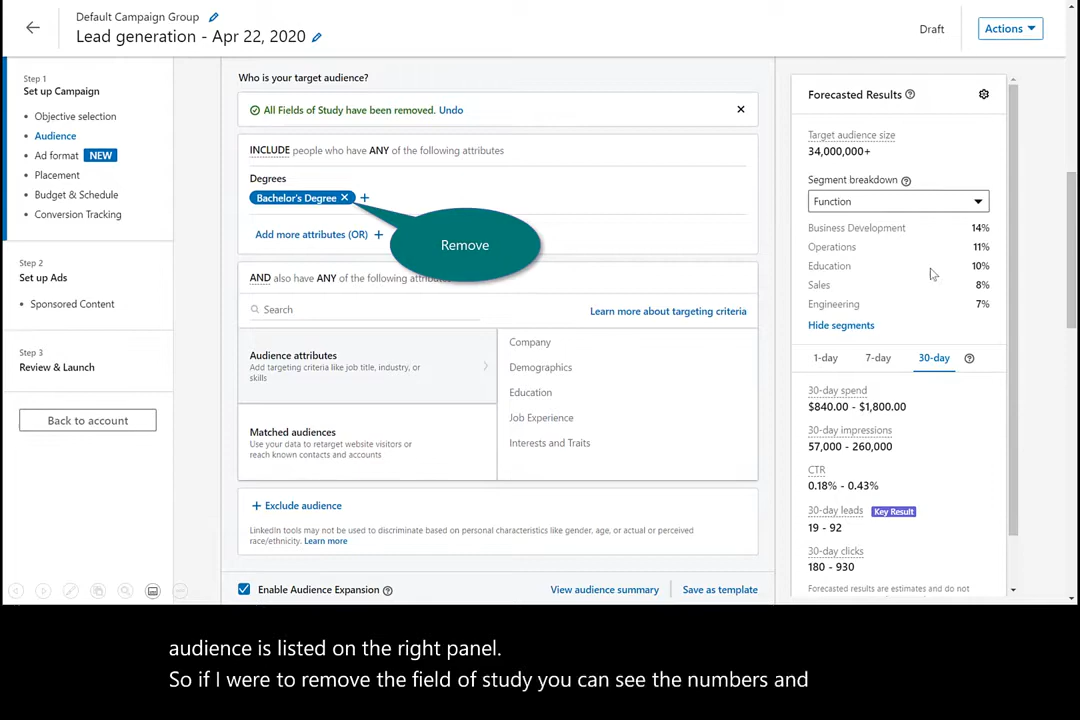 Default Campaign Group
Lead generation - Apr 22, 2020
Draft
Actions
Step 1
Set up Campaign
Objective selection
Audience
Ad format NEW
Placement
Budget & Schedule
Conversion Tracking
Step 2
Set up Ads
Sponsored Content
Step 3
Review & Launch
Back to account
Who is your target audience?
All Fields of Study have been removed. Undo
INCLUDE people who have ANY of the following attributes
Degrees
Bachelor's Degree
Add more attributes (OR)
Remove
AND also have ANY of the following
Search
Learn more about targeting criteria
Audience attributes
Add targeting criteria like job title, industry, or
skills
Matched audiences
Use your data to retarget website visitors or
reach known contacts and accounts
Company
Demographics
Education
Job Experience
Interests and Traits
Exclude audience
LinkedIn tools may not be used to discriminate based on personal characteristics like gender, age, or actual or perceived
race/ethnicity. Learn more
Enable Audience Expansion
View audience summary
Save as template
Forecasted Results
Target audience size
34,000,000+
Segment breakdown
Function
Business Development 14%
Operations 11%
Education 10%
Sales 8%
Engineering 7%
Hide segments
1-day 7-day 30-day
30-day spend
$840.00 - $1,800.00
30-day impressions
57,000 - 260,000
CTR
0.18% - 0.43%
30-day leads Key Result
19 - 92
30-day clicks
180 - 930
Forecasted results are estimates and do not
audience is listed on the right panel.
So if I were to remove the field of study you can see the numbers and